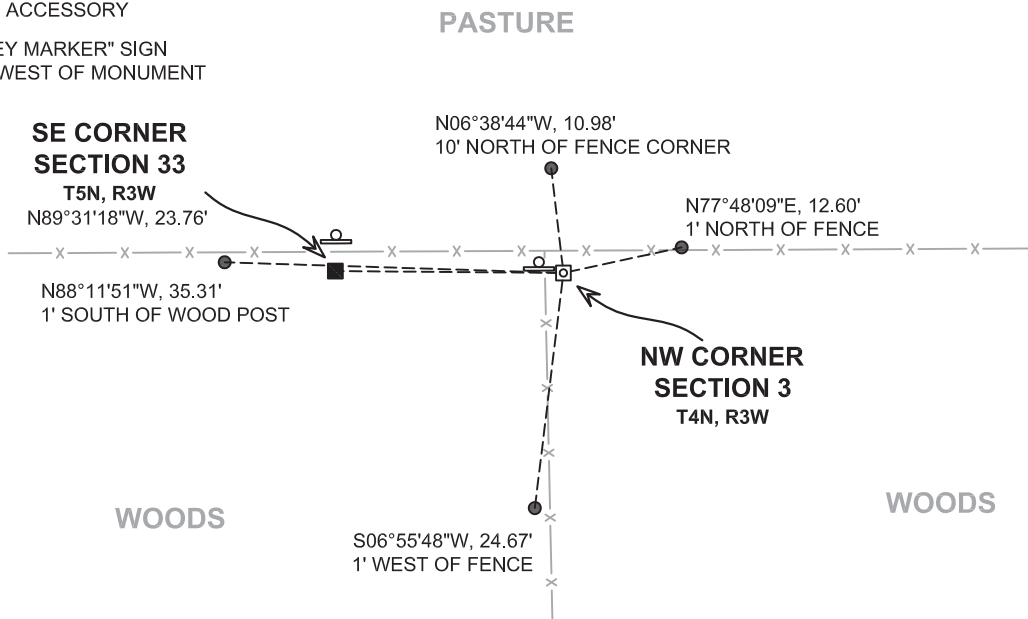 ACCESSORY
PASTURE
EY MARKER" SIGN
WEST OF MONUMENT
SE CORNER
SECTION 33
T5N, R3W
N89°31'18"W, 23.76'
N06°38'44"W, 10.98'
10' NORTH OF FENCE CORNER
N77°48'09"E, 12.60'
1' NORTH OF FENCE
N88°11'51"W, 35.31'
1' SOUTH OF WOOD POST
NW CORNER
SECTION 3
T4N, R3W
WOODS
WOODS
S06°55'48"W, 24.67'
1' WEST OF FENCE